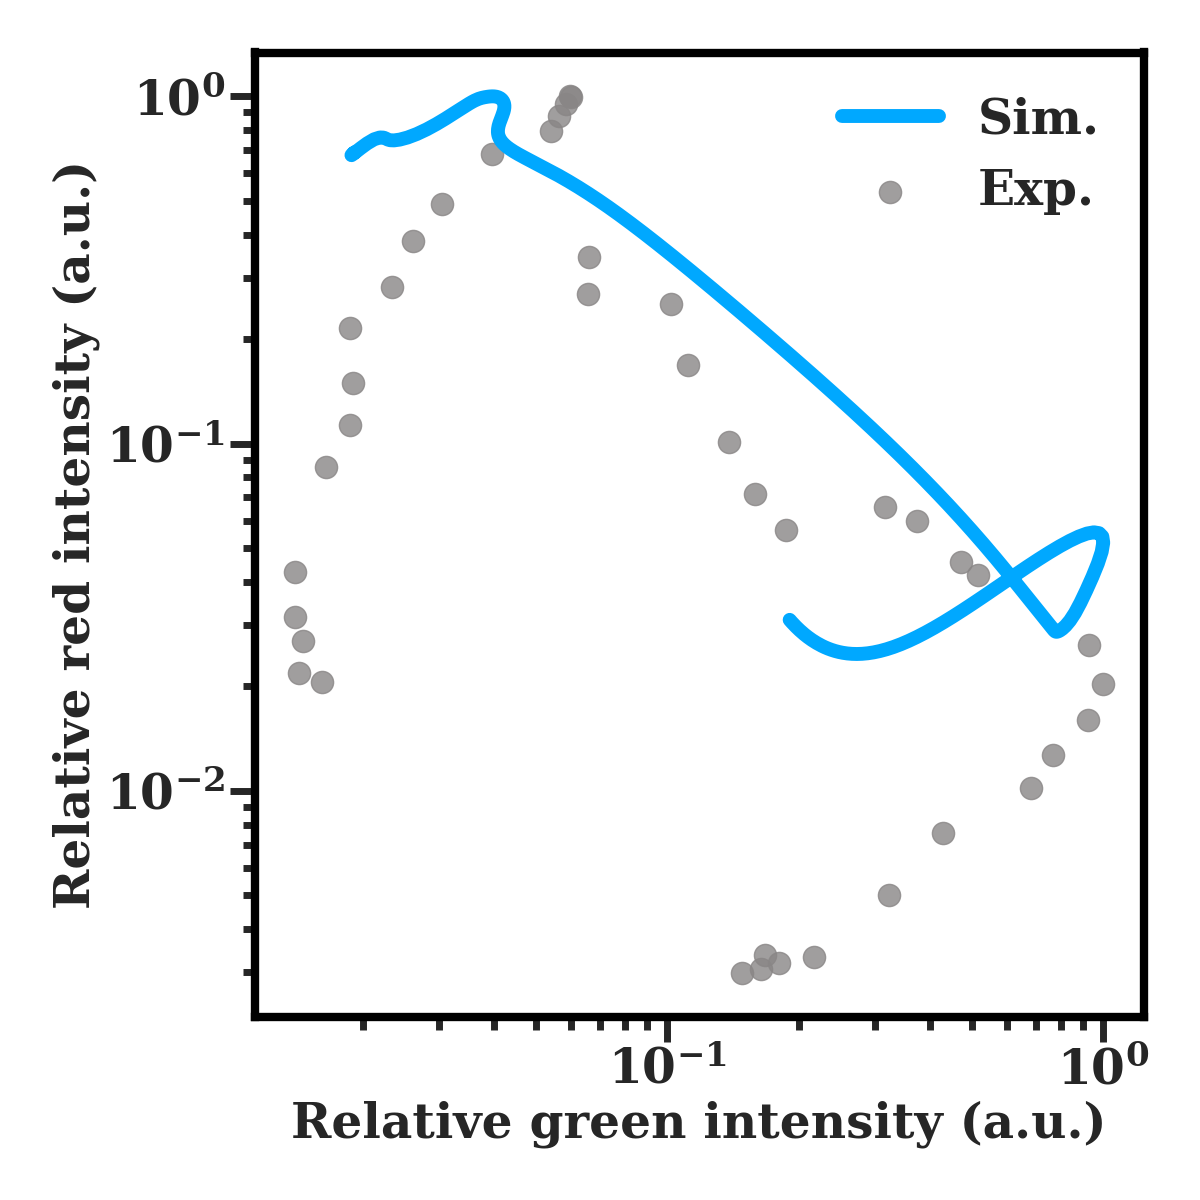 10⁰
10⁻¹
10⁻²
Relative red intensity (a.u.)
Sim.
Exp.
10⁻¹
10⁰
Relative green intensity (a.u.)